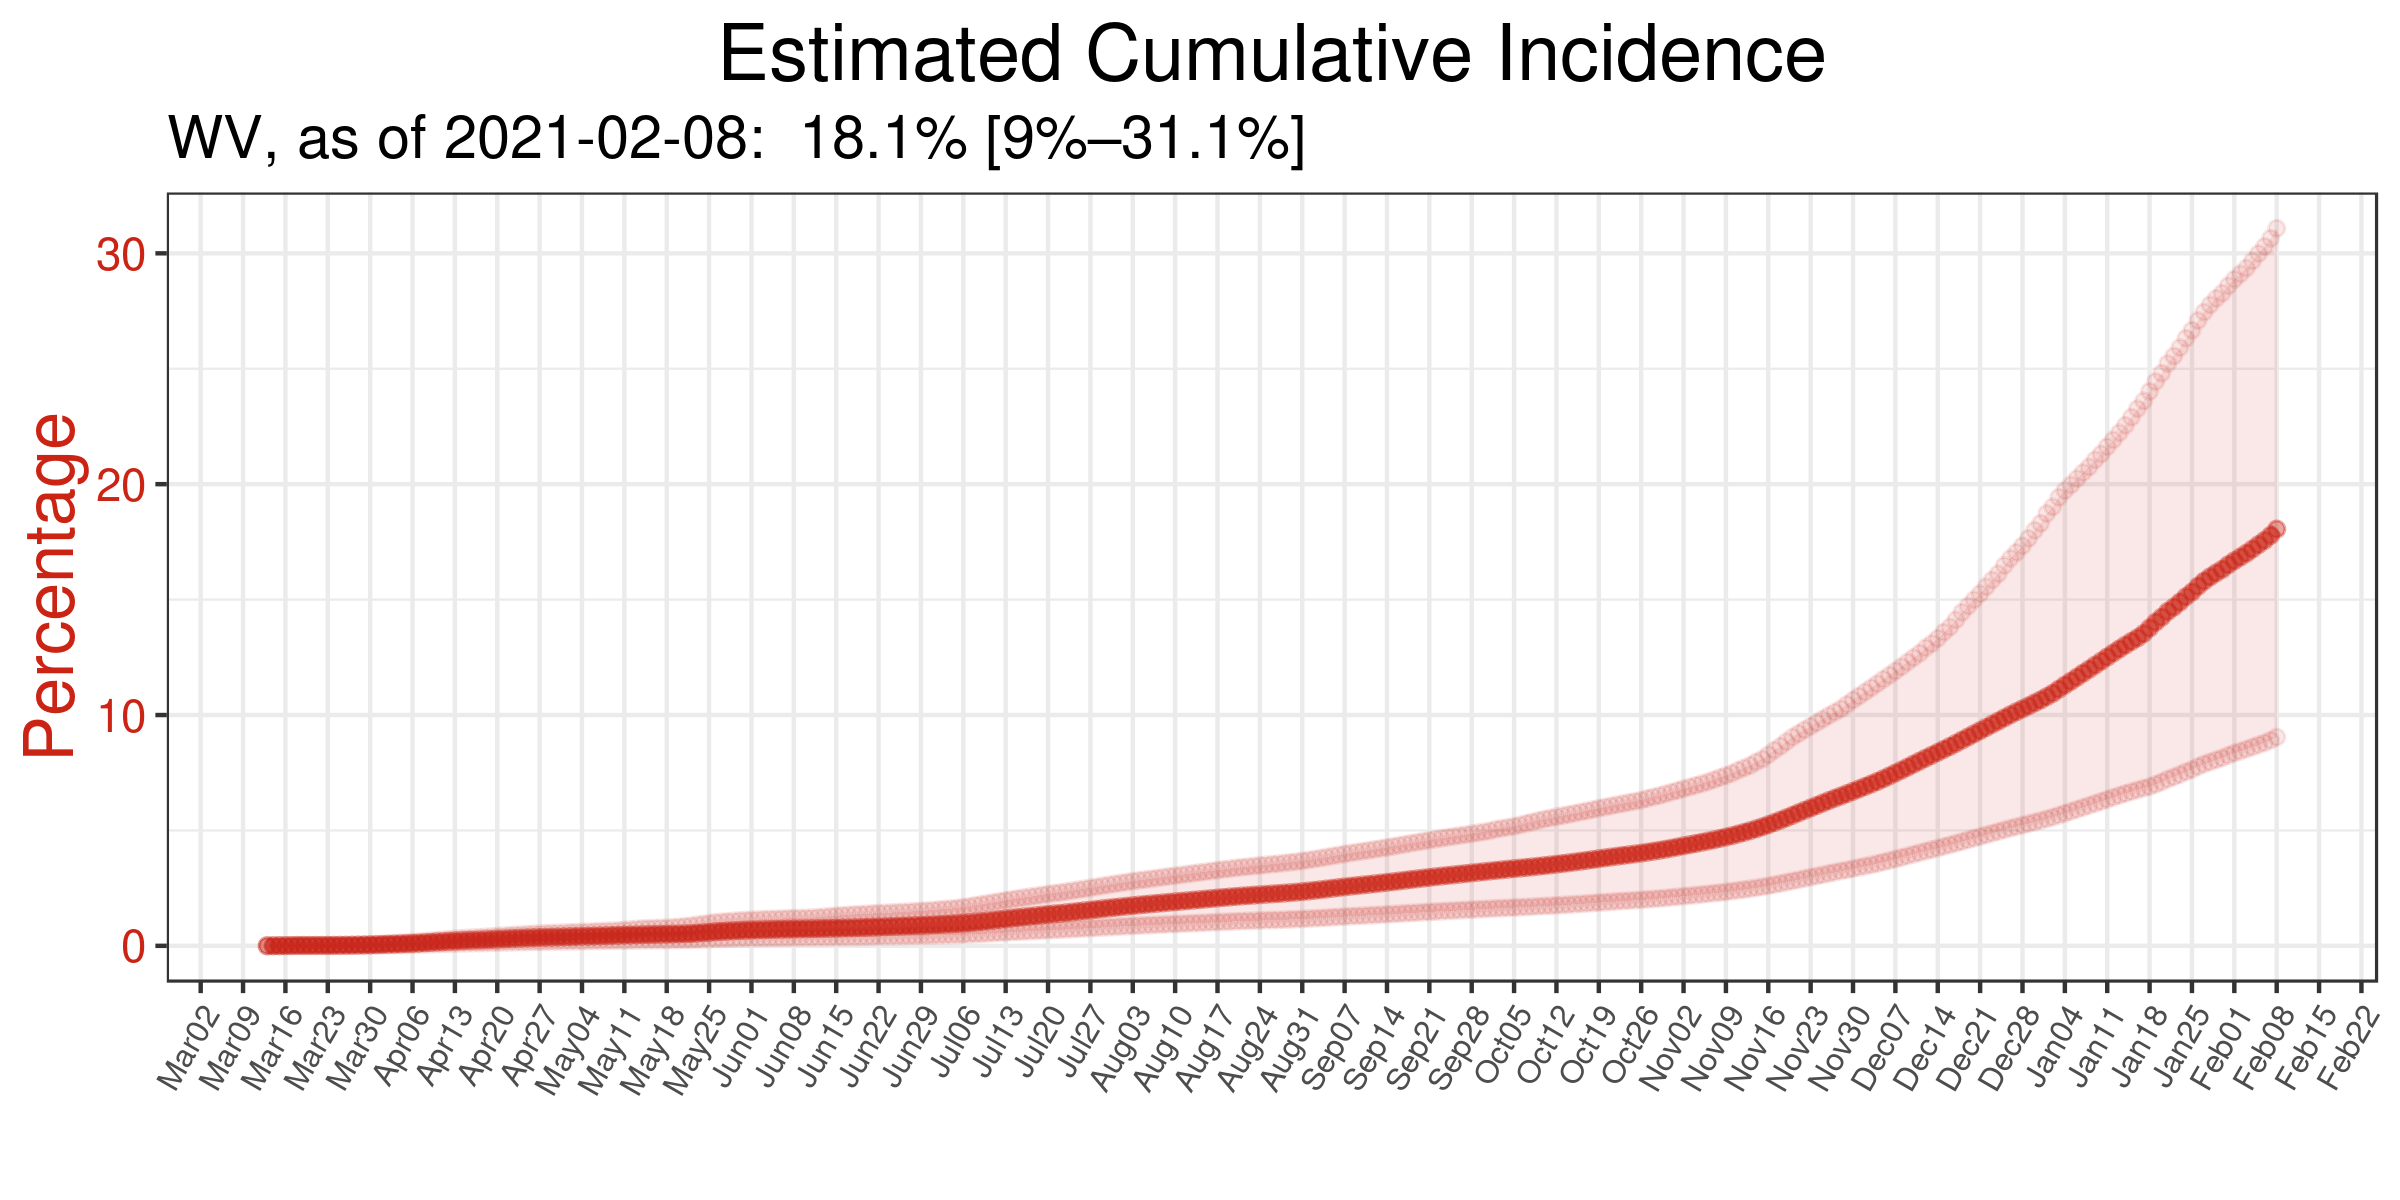 Estimated Cumulative Incidence
WV, as of 2021-02-08:  18.1% [9%–31.1%]
Percentage
30
20
10
0
Mar02
Mar09
Mar16
Mar23
Mar30
Apr06
Apr13
Apr20
Apr27
May04
May11
May18
May25
Jun01
Jun08
Jun15
Jun22
Jun29
Jul06
Jul13
Jul20
Jul27
Aug03
Aug10
Aug17
Aug24
Aug31
Sep07
Sep14
Sep21
Sep28
Oct05
Oct12
Oct19
Oct26
Nov02
Nov09
Nov16
Nov23
Nov30
Dec07
Dec14
Dec21
Dec28
Jan04
Jan11
Jan18
Jan25
Feb01
Feb08
Feb15
Feb22